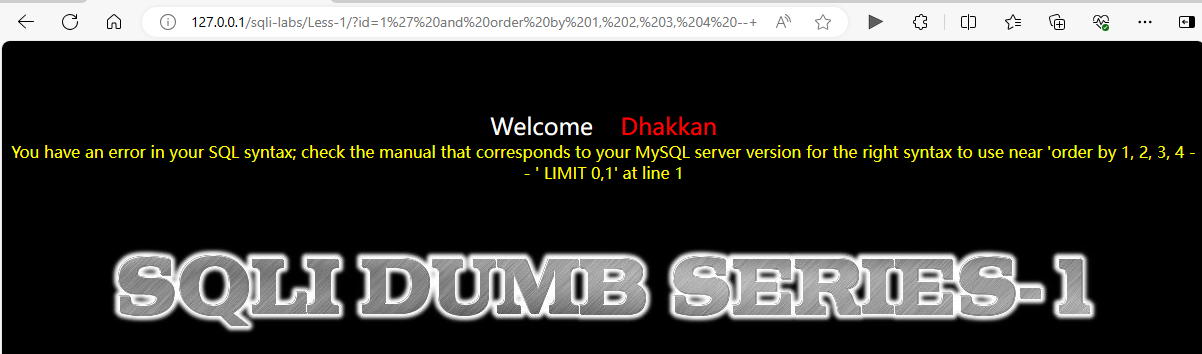 127.0.0.1/sqli-labs/Less-1/?id=1%27%20and%20order%20by%201,%202,%203,%204%20--+
Welcome Dhakkan
You have an error in your SQL syntax; check the manual that corresponds to your MySQL server version for the right syntax to use near 'order by 1, 2, 3, 4 -
- ' LIMIT 0,1' at line 1
SQLI DUMB SERIES-1